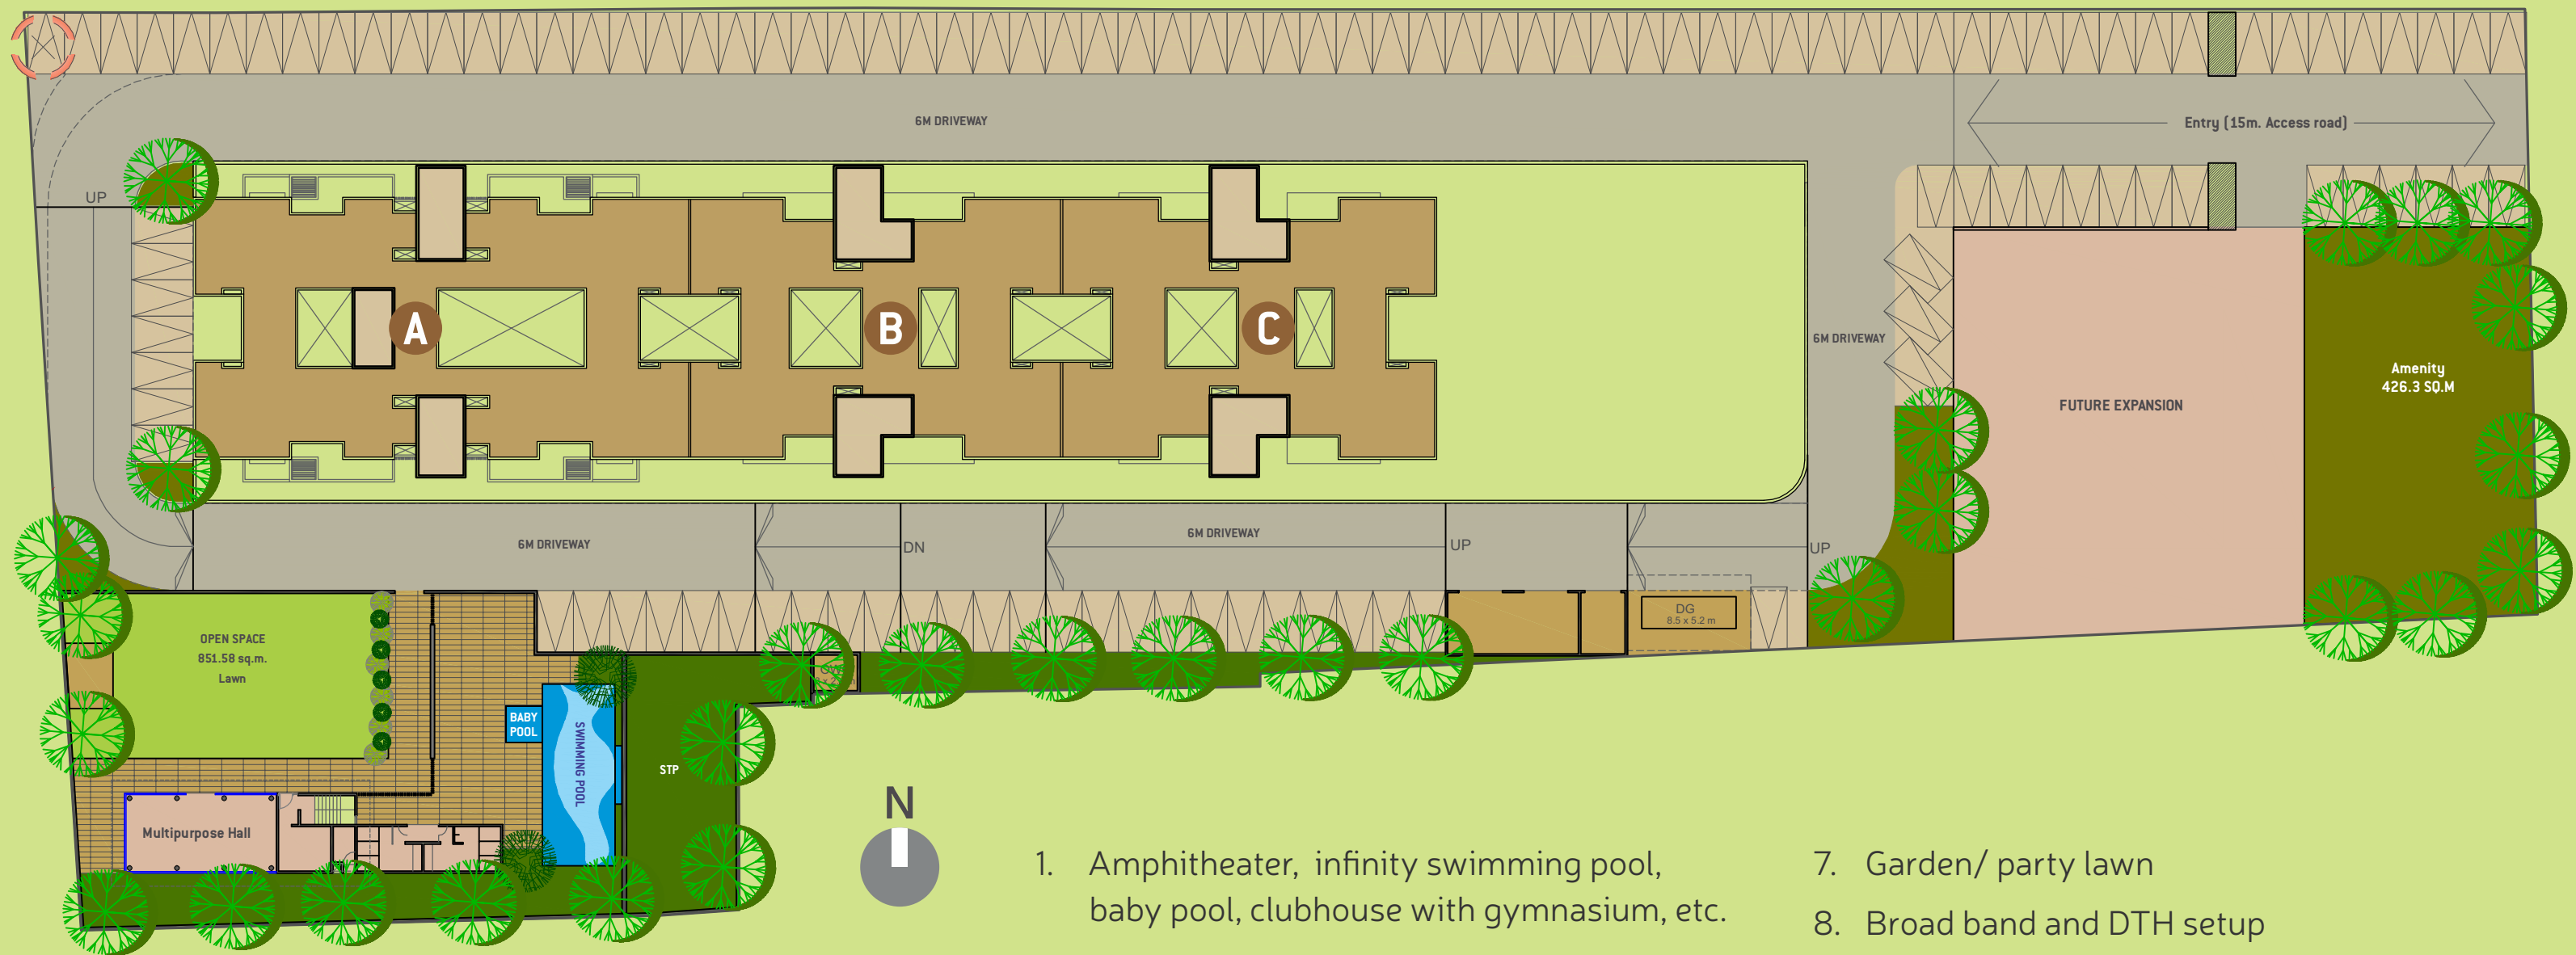 6M DRIVEWAY
Entry (15m. Access road)
UP
A
B
C
6M DRIVEWAY
Amenity
426.3 SQ.M
FUTURE EXPANSION
6M DRIVEWAY
DN
6M DRIVEWAY
UP
UP
DG
8.5 x 5.2 m
OPEN SPACE
851.58 sq.m.
Lawn
BABY
POOL
SWIMMING POOL
STP
Multipurpose Hall
N
1. Amphitheater, infinity swimming pool,
baby pool, clubhouse with gymnasium, etc.
7. Garden/ party lawn
8. Broad band and DTH setup